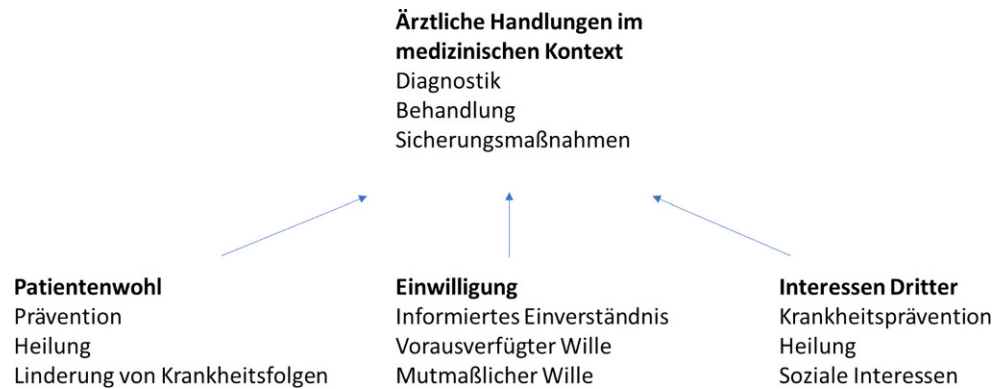 Ärztliche Handlungen im
medizinischen Kontext
Diagnostik
Behandlung
Sicherungsmaßnahmen
Patientenwohl
Prävention
Heilung
Linderung von Krankheitsfolgen
Einwilligung
Informiertes Einverständnis
Vorausverfügter Wille
Mutmaßlicher Wille
Interessen Dritter
Krankheitsprävention
Heilung
Soziale Interessen